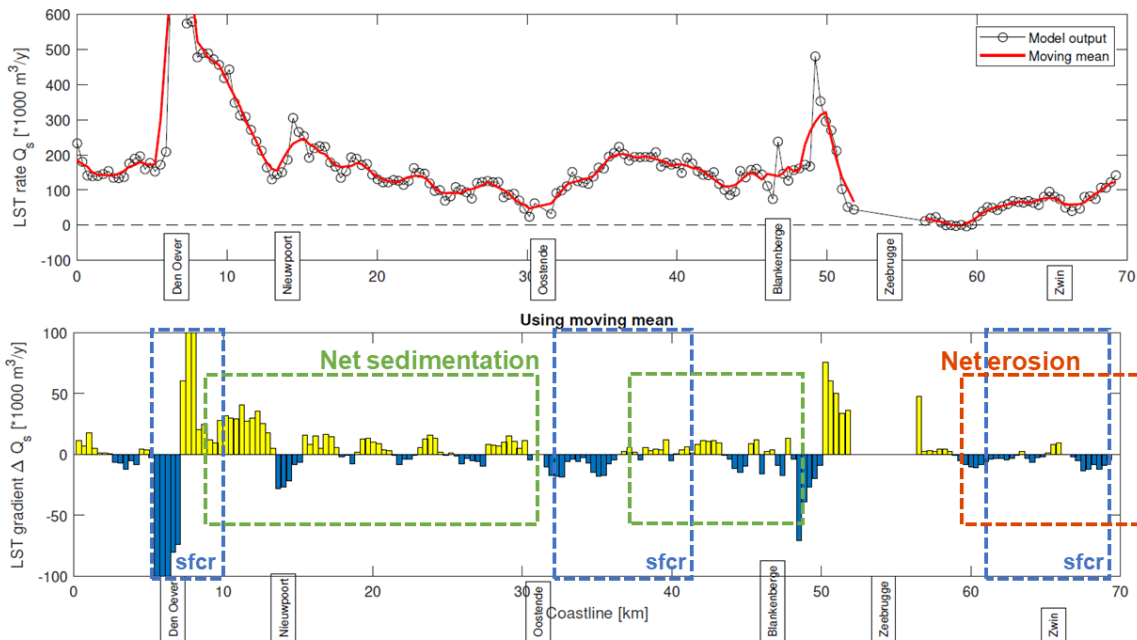 600
500
400
300
200
100
0
-100
LST rate Qs [*1000 m³/y]
Model output
Moving mean
0
10
20
30
40
50
60
70
Den Oever
Nieuwpoort
Oostende
Blankenberge
Zeebrugge
Zwin
Using moving mean
100
50
0
-50
-100
LST gradient Δ Qs [*1000 m³/y]
Net sedimentation
Net erosion
sfcr
sfcr
sfcr
0
10
20
30
40
50
60
70
Coastline [km]
Den Oever
Nieuwpoort
Oostende
Blankenberge
Zeebrugge
Zwin